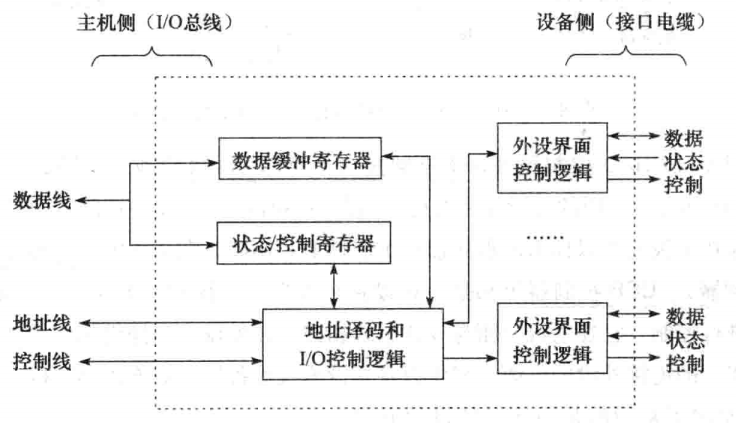 主机侧（I/O总线）
设备侧（接口电缆）
数据缓冲寄存器
外设界面
控制逻辑
数据
状态
控制
数据线
状态/控制寄存器
......
地址线
控制线
地址译码和
I/O控制逻辑
外设界面
控制逻辑
数据
状态
控制